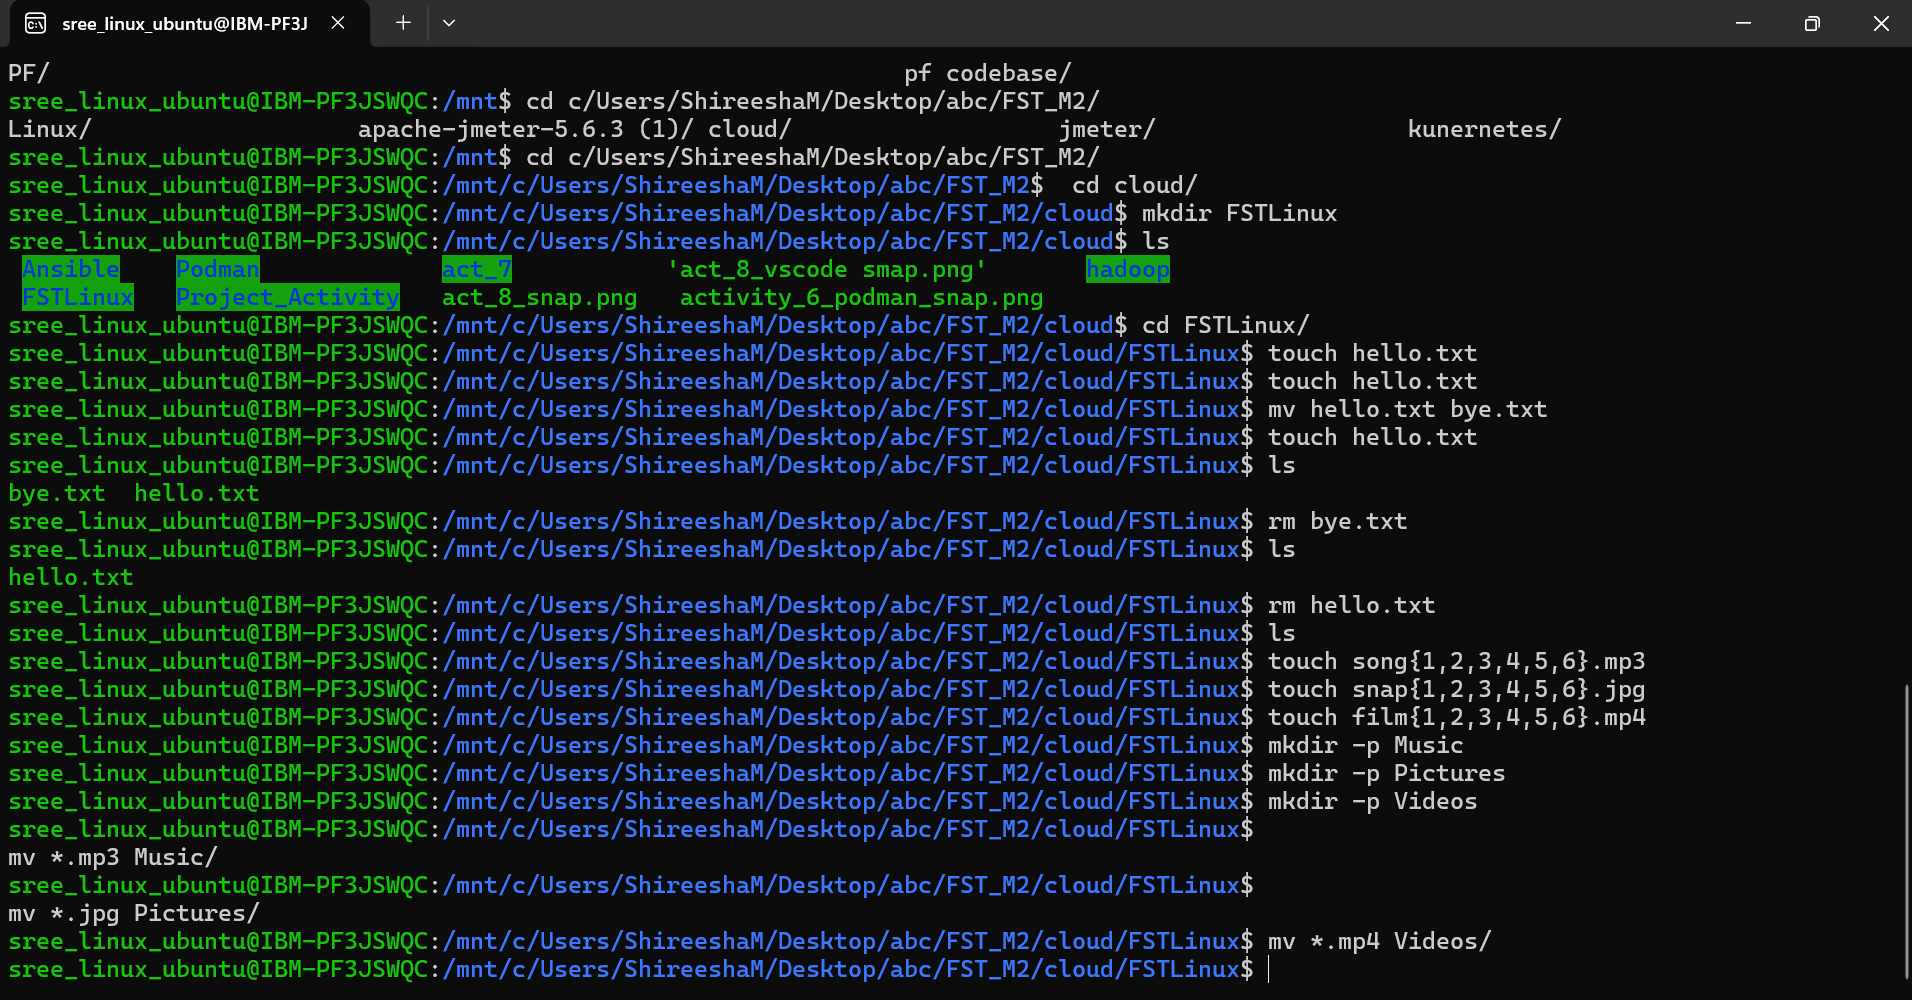 sree_linux_ubuntu@IBM-PF3J
PF/ pf codebase/
sree_linux_ubuntu@IBM-PF3JSWQC:/mnt$ cd c/Users/ShireeshaM/Desktop/abc/FST_M2/
Linux/ apache-jmeter-5.6.3 (1)/ cloud/ jmeter/ kunernetes/
sree_linux_ubuntu@IBM-PF3JSWQC:/mnt$ cd c/Users/ShireeshaM/Desktop/abc/FST_M2/
sree_linux_ubuntu@IBM-PF3JSWQC:/mnt/c/Users/ShireeshaM/Desktop/abc/FST_M2$  cd cloud/
sree_linux_ubuntu@IBM-PF3JSWQC:/mnt/c/Users/ShireeshaM/Desktop/abc/FST_M2/cloud$ mkdir FSTLinux
sree_linux_ubuntu@IBM-PF3JSWQC:/mnt/c/Users/ShireeshaM/Desktop/abc/FST_M2/cloud$ ls
Ansible Podman act_7 'act_8_vscode smap.png' hadoop
FSTLinux Project_Activity act_8_snap.png activity_6_podman_snap.png
sree_linux_ubuntu@IBM-PF3JSWQC:/mnt/c/Users/ShireeshaM/Desktop/abc/FST_M2/cloud$ cd FSTLinux/
sree_linux_ubuntu@IBM-PF3JSWQC:/mnt/c/Users/ShireeshaM/Desktop/abc/FST_M2/cloud/FSTLinux$ touch hello.txt
sree_linux_ubuntu@IBM-PF3JSWQC:/mnt/c/Users/ShireeshaM/Desktop/abc/FST_M2/cloud/FSTLinux$ touch hello.txt
sree_linux_ubuntu@IBM-PF3JSWQC:/mnt/c/Users/ShireeshaM/Desktop/abc/FST_M2/cloud/FSTLinux$ mv hello.txt bye.txt
sree_linux_ubuntu@IBM-PF3JSWQC:/mnt/c/Users/ShireeshaM/Desktop/abc/FST_M2/cloud/FSTLinux$ touch hello.txt
sree_linux_ubuntu@IBM-PF3JSWQC:/mnt/c/Users/ShireeshaM/Desktop/abc/FST_M2/cloud/FSTLinux$ ls
bye.txt hello.txt
sree_linux_ubuntu@IBM-PF3JSWQC:/mnt/c/Users/ShireeshaM/Desktop/abc/FST_M2/cloud/FSTLinux$ rm bye.txt
sree_linux_ubuntu@IBM-PF3JSWQC:/mnt/c/Users/ShireeshaM/Desktop/abc/FST_M2/cloud/FSTLinux$ ls
hello.txt
sree_linux_ubuntu@IBM-PF3JSWQC:/mnt/c/Users/ShireeshaM/Desktop/abc/FST_M2/cloud/FSTLinux$ rm hello.txt
sree_linux_ubuntu@IBM-PF3JSWQC:/mnt/c/Users/ShireeshaM/Desktop/abc/FST_M2/cloud/FSTLinux$ ls
sree_linux_ubuntu@IBM-PF3JSWQC:/mnt/c/Users/ShireeshaM/Desktop/abc/FST_M2/cloud/FSTLinux$ touch song{1,2,3,4,5,6}.mp3
sree_linux_ubuntu@IBM-PF3JSWQC:/mnt/c/Users/ShireeshaM/Desktop/abc/FST_M2/cloud/FSTLinux$ touch snap{1,2,3,4,5,6}.jpg
sree_linux_ubuntu@IBM-PF3JSWQC:/mnt/c/Users/ShireeshaM/Desktop/abc/FST_M2/cloud/FSTLinux$ touch film{1,2,3,4,5,6}.mp4
sree_linux_ubuntu@IBM-PF3JSWQC:/mnt/c/Users/ShireeshaM/Desktop/abc/FST_M2/cloud/FSTLinux$ mkdir -p Music
sree_linux_ubuntu@IBM-PF3JSWQC:/mnt/c/Users/ShireeshaM/Desktop/abc/FST_M2/cloud/FSTLinux$ mkdir -p Pictures
sree_linux_ubuntu@IBM-PF3JSWQC:/mnt/c/Users/ShireeshaM/Desktop/abc/FST_M2/cloud/FSTLinux$ mkdir -p Videos
sree_linux_ubuntu@IBM-PF3JSWQC:/mnt/c/Users/ShireeshaM/Desktop/abc/FST_M2/cloud/FSTLinux$
mv *.mp3 Music/
sree_linux_ubuntu@IBM-PF3JSWQC:/mnt/c/Users/ShireeshaM/Desktop/abc/FST_M2/cloud/FSTLinux$
mv *.jpg Pictures/
sree_linux_ubuntu@IBM-PF3JSWQC:/mnt/c/Users/ShireeshaM/Desktop/abc/FST_M2/cloud/FSTLinux$ mv *.mp4 Videos/
sree_linux_ubuntu@IBM-PF3JSWQC:/mnt/c/Users/ShireeshaM/Desktop/abc/FST_M2/cloud/FSTLinux$